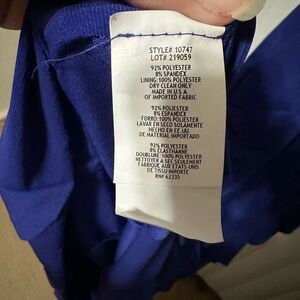 STYLE# 10747
LOT# 219059
92% POLYESTER
8% SPANDEX
LINING: 100% POLYESTER
DRY CLEAN ONLY
MADE IN U.S.A.
OF IMPORTED FABRIC
92% POLYESTER
8% ESPANDEX
FORRO: 100% POLYESTER
LAVAR EN SECO SOLAMENTE
HECHO EN EE.UU.
DE MATERIAL IMPORTADO
92% POLYESTER
8% ELASTHANNE
DOUBLURE: 100% POLYESTER
NETTOYER A SEC SEULEMENT
FABRIQUE AUX ETATS-UNIS
DE TISSU IMPORTE
RN# 62335